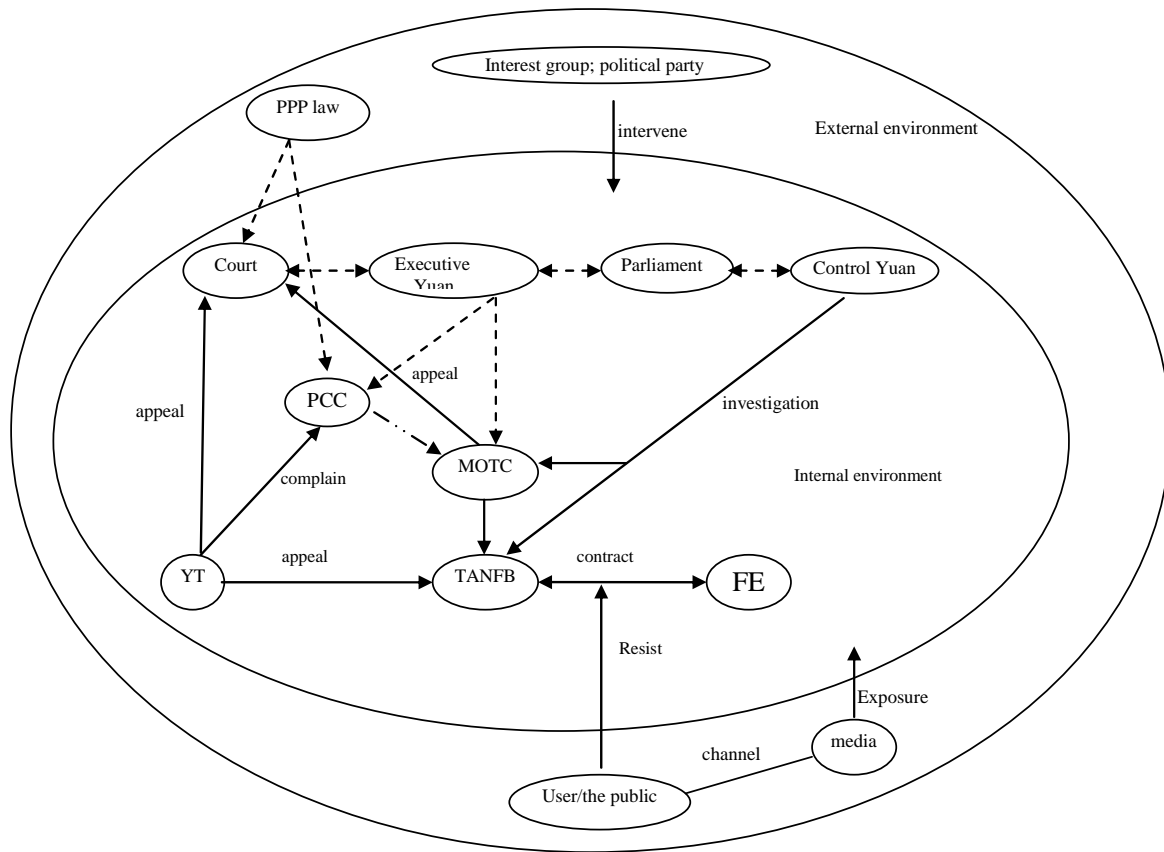 Interest group; political party
PPP law
External environment
intervene
Court
Executive
Yuan
Parliament
Control Yuan
appeal
PCC
appeal
investigation
MOTC
complain
Internal environment
YT
appeal
TANFB
contract
FE
Resist
Exposure
media
channel
User/the public